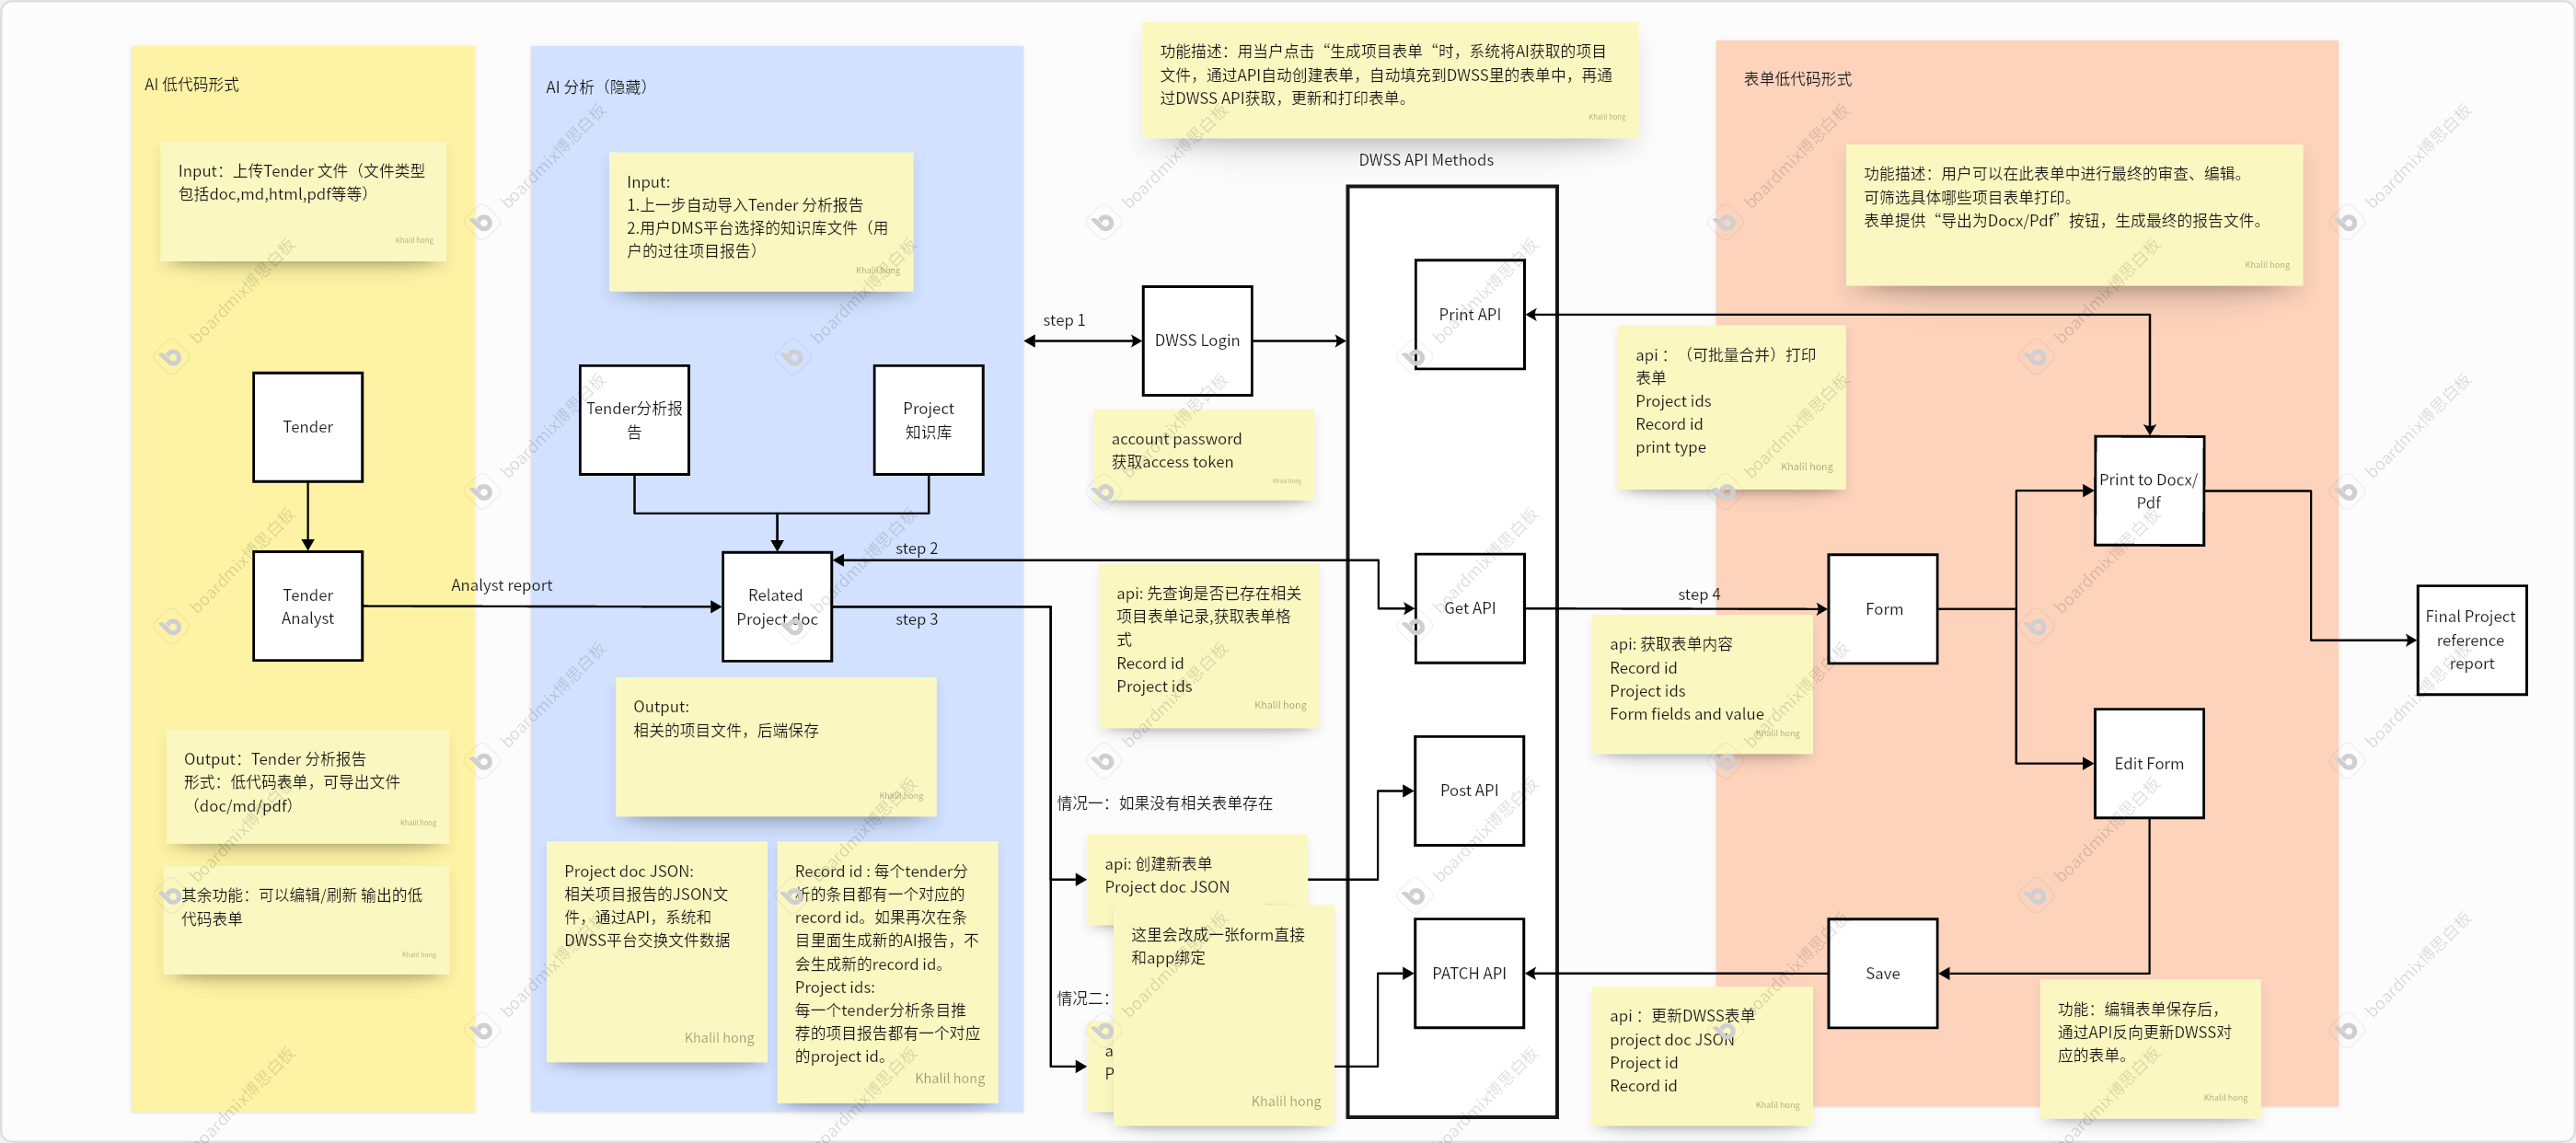 AI 低代码形式
Input：上传Tender 文件（文件类型
包括doc,md,html,pdf等等）
Khalil hong
Tender
Tender
Analyst
Analyst report
Output：Tender 分析报告
形式：低代码表单，可导出文件
（doc/md/pdf）
Khalil hong
其余功能：可以编辑/刷新 输出的低
代码表单
Khalil hong
AI 分析（隐藏）
Input:
1.上一步自动导入Tender 分析报告
2.用户DMS平台选择的知识库文件（用
户的过往项目报告）
Khalil hong
Tender分析报
告
Project
知识库
Related
Project doc
Output:
相关的项目文件，后端保存
Khalil hong
Project doc JSON:
相关项目报告的JSON文
件，通过API，系统和
DWSS平台交换文件数据
Khalil hong
Record id : 每个tender分
析的条目都有一个对应的
record id。如果再次在条
目里面生成新的AI报告，不
会生成新的record id。
Project ids:
每一个tender分析条目推
荐的项目报告都有一个对应
的project id。
Khalil hong
功能描述：用当户点击“生成项目表单“时，系统将AI获取的项目
文件，通过API自动创建表单，自动填充到DWSS里的表单中，再通
过DWSS API获取，更新和打印表单。
Khalil hong
DWSS API Methods
step 1
DWSS Login
account password
获取access token
Khalil hong
step 2
step 3
api: 先查询是否已存在相关
项目表单记录,获取表单格
式
Record id
Project ids
Khalil hong
情况一：如果没有相关表单存在
api: 创建新表单
Project doc JSON
这里会改成一张form直接
和app绑定
Khalil hong
情况二：
a
P
Print API
Get API
Post API
PATCH API
表单低代码形式
功能描述：用户可以在此表单中进行最终的审查、编辑。
可筛选具体哪些项目表单打印。
表单提供“导出为Docx/Pdf”按钮，生成最终的报告文件。
Khalil hong
api：（可批量合并）打印
表单
Project ids
Record id
print type
Khalil hong
step 4
api: 获取表单内容
Record id
Project ids
Form fields and value
Khalil hong
Form
Print to Docx/
Pdf
Edit Form
Save
api：更新DWSS表单
project doc JSON
Project id
Record id
Khalil hong
功能：编辑表单保存后，
通过API反向更新DWSS对
应的表单。
Khalil hong
Final Project
reference
report
boardmix博思白板